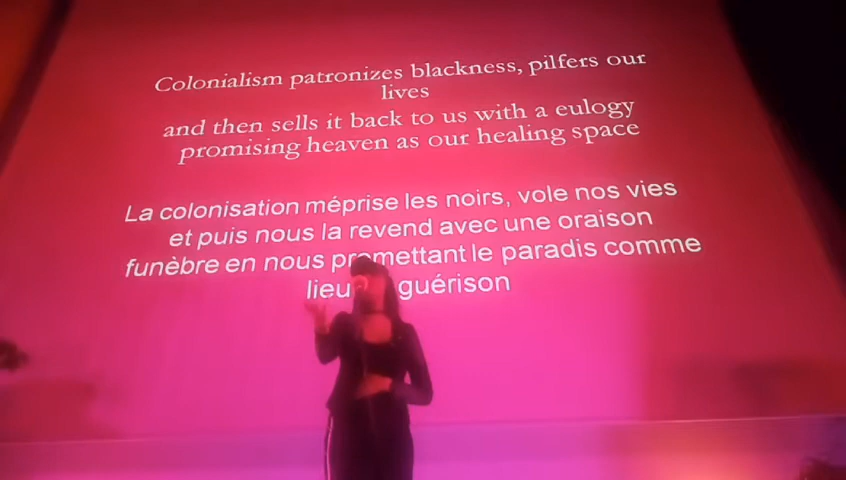 Colonialism patronizes blackness, pilfers our
lives
and then sells it back to us with a eulogy
promising heaven as our healing space
La colonisation méprise les noirs, vole nos vies
et puis nous la revend avec une oraison
funèbre en nous promettant le paradis comme
lieu guérison